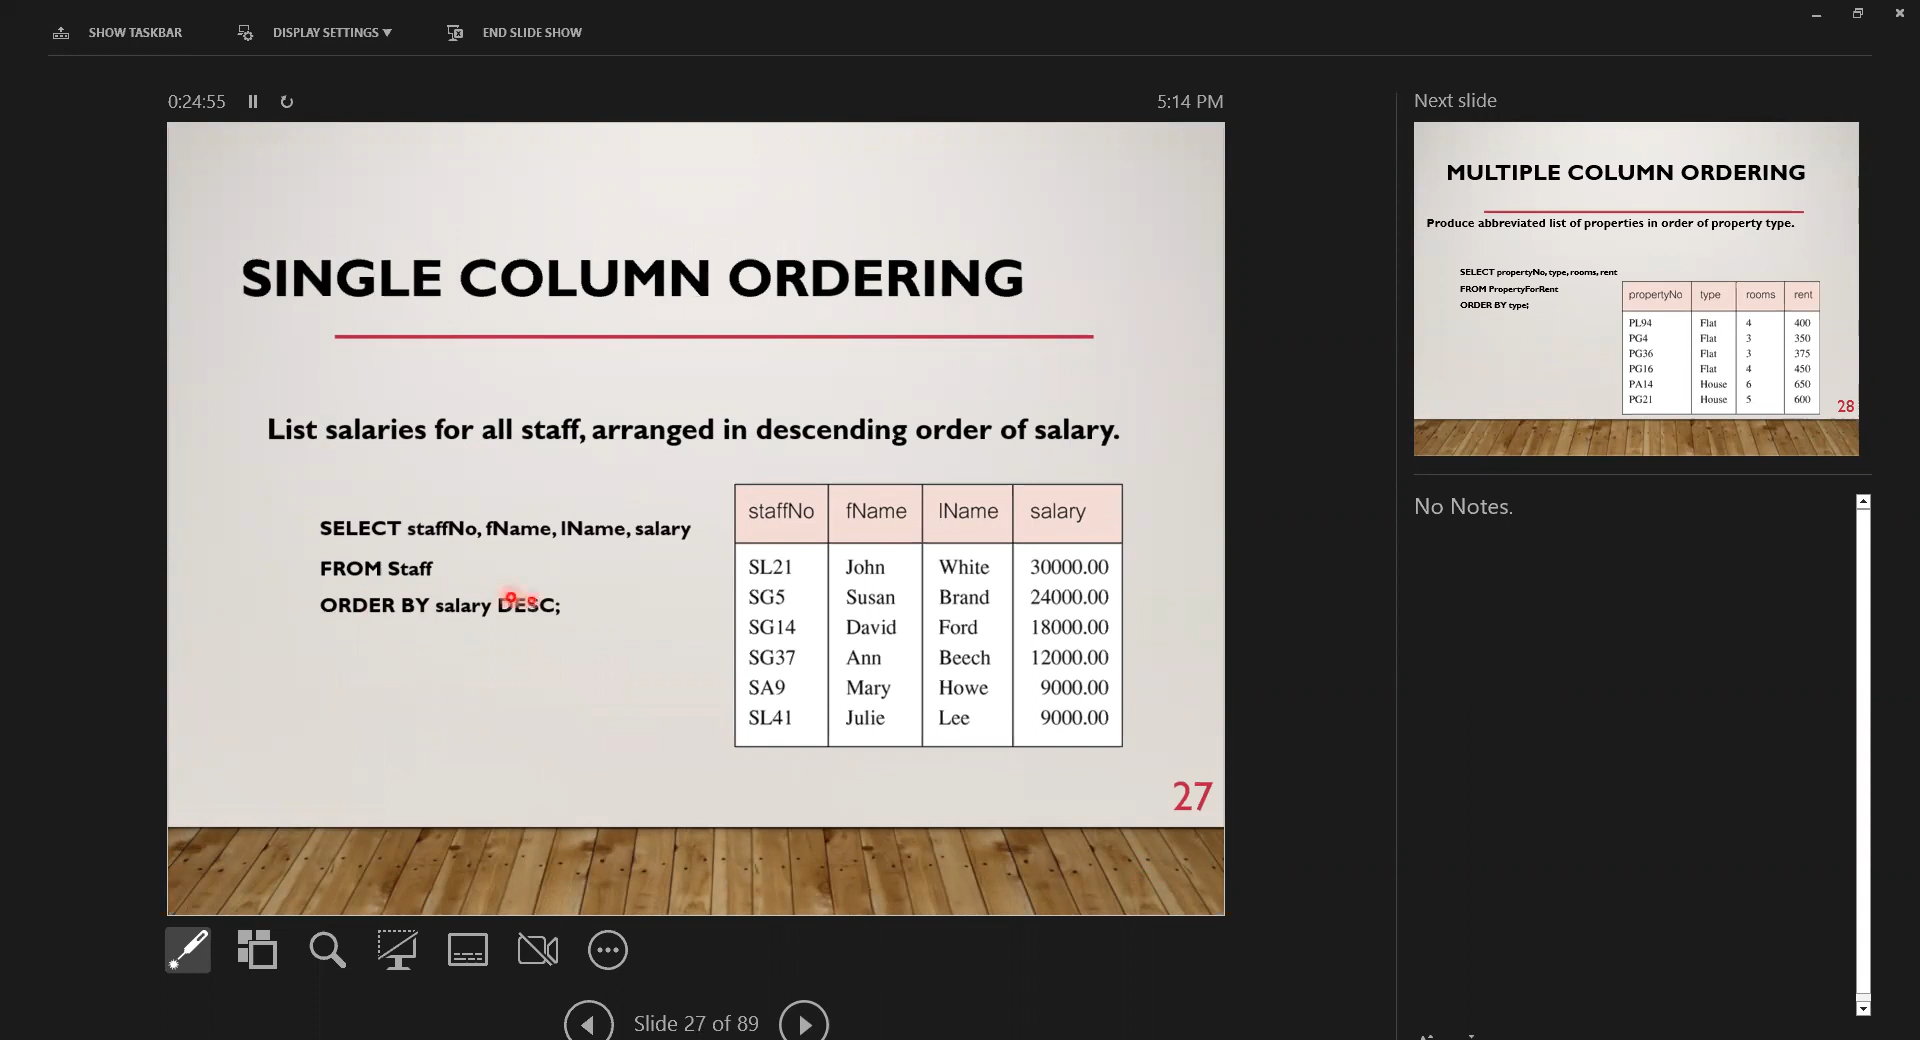 SHOW TASKBAR
DISPLAY SETTINGS
END SLIDE SHOW
0:24:55
5:14 PM
SINGLE COLUMN ORDERING
List salaries for all staff, arranged in descending order of salary.
SELECT staffNo, fName, lName, salary
FROM Staff
ORDER BY salary DESC;
staffNo fName lName salary
SL21 John White 30000.00
SG5 Susan Brand 24000.00
SG14 David Ford 18000.00
SG37 Ann Beech 12000.00
SA9 Mary Howe 9000.00
SL41 Julie Lee 9000.00
27
Slide 27 of 89
Next slide
MULTIPLE COLUMN ORDERING
Produce abbreviated list of properties in order of property type.
SELECT propertyNo, type, rooms, rent
FROM PropertyForRent
ORDER BY type;
propertyNo type rooms rent
PL94 Flat 4 400
PG4 Flat 3 350
PG36 Flat 3 375
PG16 Flat 4 450
PA14 House 6 650
PG21 House 5 600
28
No Notes.